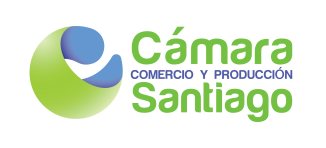 Cámara
COMERCIO Y PRODUCCIÓN
Santiago